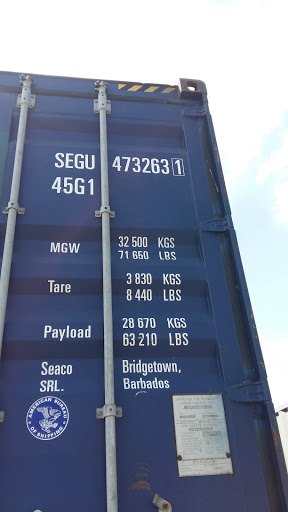 SEGU 473263 1
45G1
MGW 32 500 KGS
71 650 LBS
Tare 3 830 KGS
8 440 LBS
Payload 28 670 KGS
63 210 LBS
Seaco Bridgetown,
SRL. Barbados
AMERICAN BUREAU
OF SHIPPING